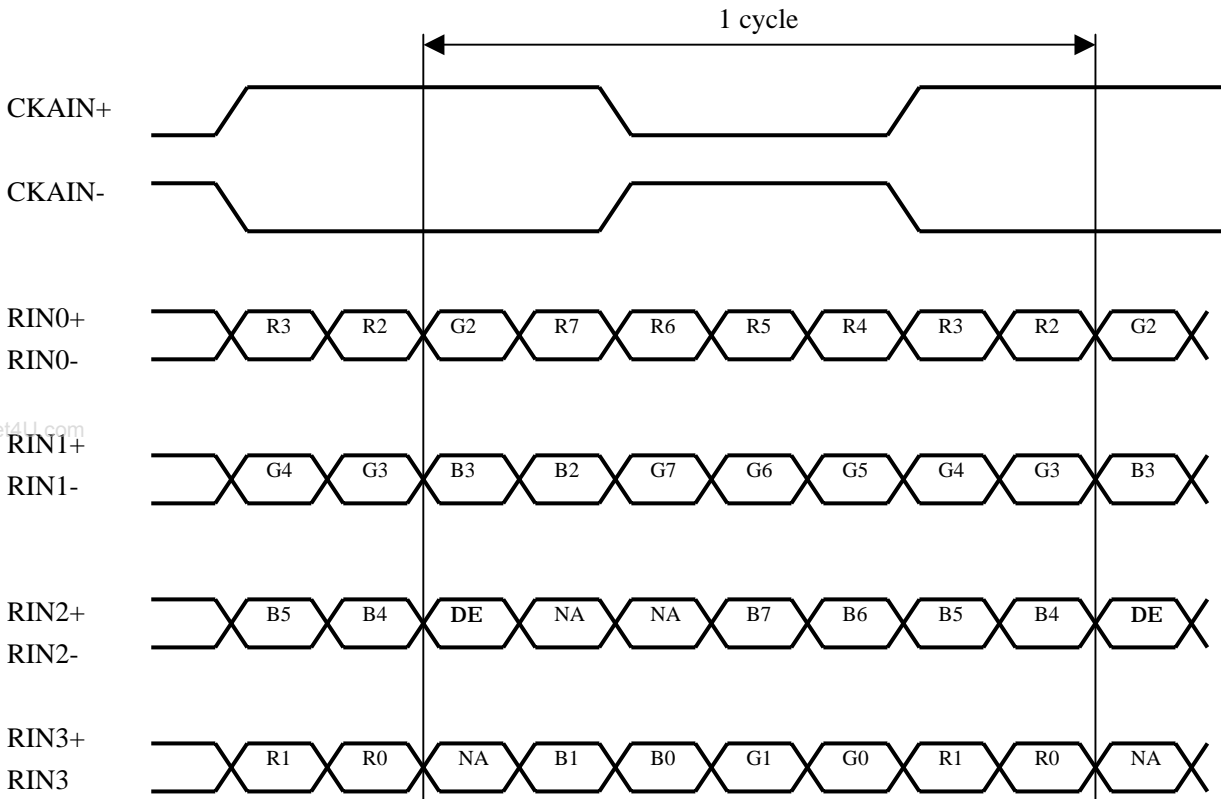 1 cycle
CKAIN+
CKAIN-
RIN0+
R3 R2 G2 R7 R6 R5 R4 R3 R2 G2
RIN0-
et4U.com
RIN1+
G4 G3 B3 B2 G7 G6 G5 G4 G3 B3
RIN1-
RIN2+
B5 B4 DE NA NA B7 B6 B5 B4 DE
RIN2-
RIN3+
R1 R0 NA B1 B0 G1 G0 R1 R0 NA
RIN3